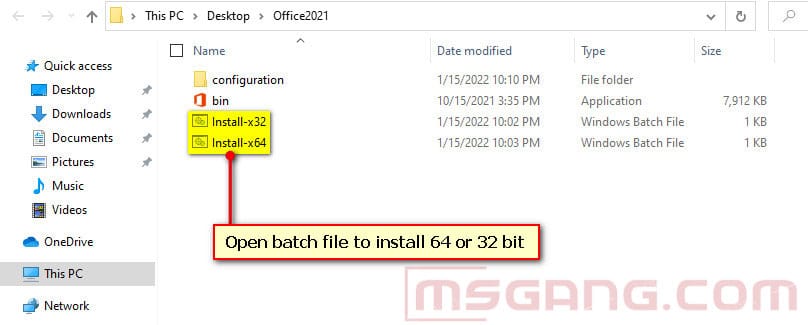 This PC > Desktop > Office2021
Name Date modified Type Size
Quick access
Desktop
Downloads
Documents
Pictures
Music
Videos
OneDrive
This PC
Network
configuration 1/15/2022 10:10 PM File folder
bin 10/15/2021 3:35 PM Application 7,912 KB
Install-x32 1/15/2022 10:02 PM Windows Batch File 1 KB
Install-x64 1/15/2022 10:03 PM Windows Batch File 1 KB
Open batch file to install 64 or 32 bit
msgang.com